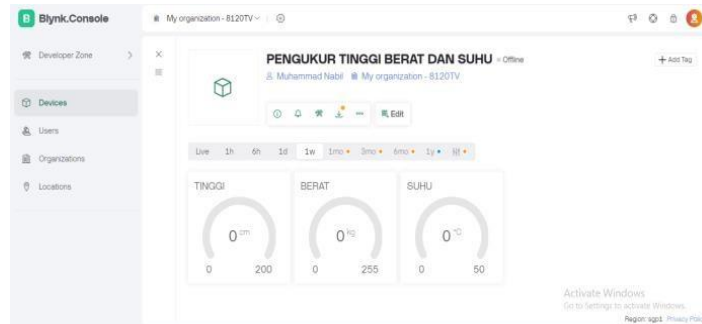 Blynk.Console
My organization - 8120TV
Developer Zone
Devices
Users
Organizations
Locations
PENGUKUR TINGGI BERAT DAN SUHU Offline
Muhammad Nabil My organization - 8120TV
Add Tag
Edit
Live 1h 6h 1d 1w 1mo 3mo 6mo 1y
TINGGI BERAT SUHU
0 cm 0 kg 0 °C
0 200 0 255 0 50
Activate Windows
Go to Settings to activate Windows.
Region: sgp1 Privacy Poli